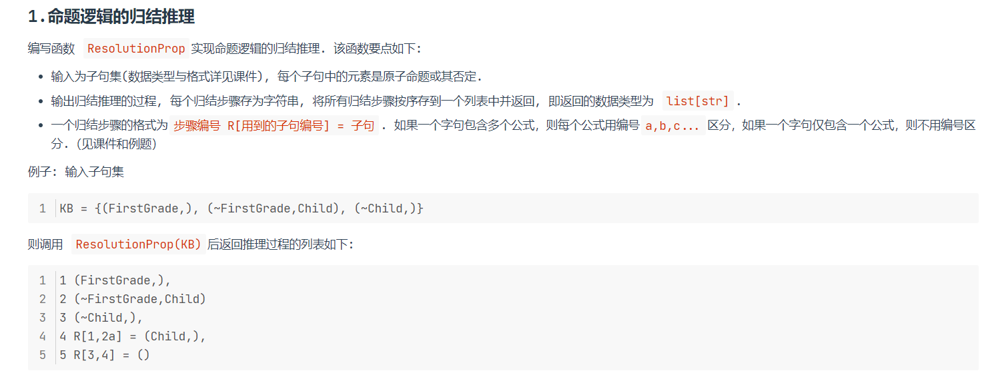 1.命题逻辑的归结推理
编写函数 ResolutionProp 实现命题逻辑的归结推理. 该函数要点如下:
• 输入为子句集(数据类型与格式详见课件), 每个子句中的元素是原子命题或其否定.
• 输出归结推理的过程, 每个归结步骤存为字符串, 将所有归结步骤按序存到一个列表中并返回, 即返回的数据类型为 list[str] .
• 一个归结步骤的格式为 步骤编号 R[用到的子句编号] = 子句 . 如果一个字句包含多个公式, 则每个公式用编号 a,b,c... 区分, 如果一个字句仅包含一个公式, 则不用编号区
分. (见课件和例题)
例子: 输入子句集
1 KB = {(FirstGrade,), (~FirstGrade,Child), (~Child,)}
则调用 ResolutionProp(KB) 后返回推理过程的列表如下:
1 1 (FirstGrade,),
2 2 (~FirstGrade,Child)
3 3 (~Child,),
4 4 R[1,2a] = (Child,),
5 5 R[3,4] = ()